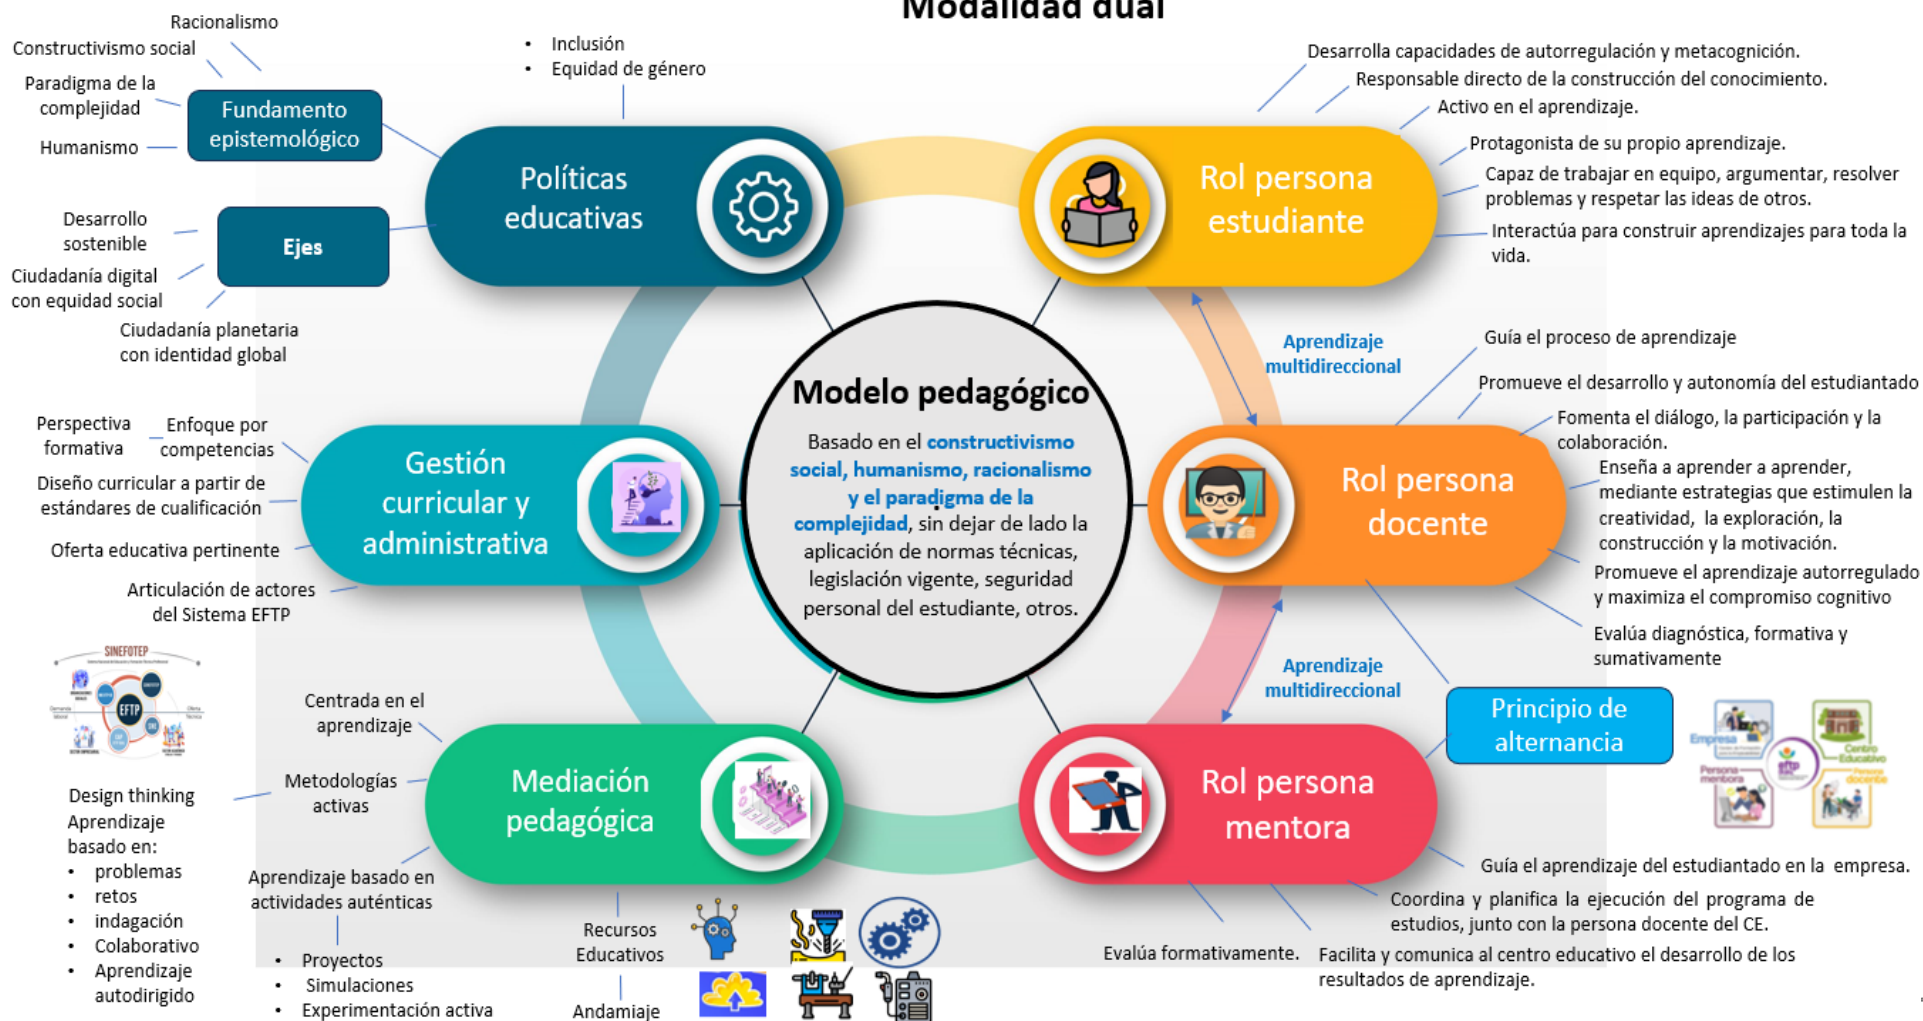 Modalidad dual
Racionalismo
Constructivismo social
Paradigma de la
complejidad
Humanismo
Fundamento
epistemológico
Desarrollo
sostenible
Ciudadanía digital
con equidad social
Ciudadanía planetaria
con identidad global
Ejes
• Inclusión
• Equidad de género
Políticas
educativas
Desarrolla capacidades de autorregulación y metacognición.
Responsable directo de la construcción del conocimiento.
Activo en el aprendizaje.
Protagonista de su propio aprendizaje.
Capaz de trabajar en equipo, argumentar, resolver
problemas y respetar las ideas de otros.
Interactúa para construir aprendizajes para toda la
vida.
Rol persona
estudiante
Aprendizaje
multidireccional
Modelo pedagógico
Basado en el constructivismo
social, humanismo, racionalismo
y el paradigma de la
complejidad, sin dejar de lado la
aplicación de normas técnicas,
legislación vigente, seguridad
personal del estudiante, otros.
Perspectiva
formativa
Enfoque por
competencias
Diseño curricular a partir de
estándares de cualificación
Oferta educativa pertinente
Articulación de actores
del Sistema EFTP
Gestión
curricular y
administrativa
Guía el proceso de aprendizaje
Promueve el desarrollo y autonomía del estudiantado
Fomenta el diálogo, la participación y la
colaboración.
Enseña a aprender a aprender,
mediante estrategias que estimulen la
creatividad, la exploración, la
construcción y la motivación.
Promueve el aprendizaje autorregulado
y maximiza el compromiso cognitivo
Evalúa diagnóstica, formativa y
sumativamente
Rol persona
docente
Aprendizaje
multidireccional
Principio de
alternancia
Empresa
Centro
Educativo
Persona
mentora
Persona
docente
eftp
SINEFOTEP
Demanda
laboral
EFTP
Oferta
Técnica
Centrada en el
aprendizaje
Metodologías
activas
Design thinking
Aprendizaje
basado en:
• problemas
• retos
• indagación
• Colaborativo
• Aprendizaje
autodirigido
Aprendizaje basado en
actividades auténticas
• Proyectos
• Simulaciones
• Experimentación activa
Mediación
pedagógica
Recursos
Educativos
Andamiaje
Rol persona
mentora
Guía el aprendizaje del estudiantado en la empresa.
Coordina y planifica la ejecución del programa de
estudios, junto con la persona docente del CE.
Evalúa formativamente.
Facilita y comunica al centro educativo el desarrollo de los
resultados de aprendizaje.